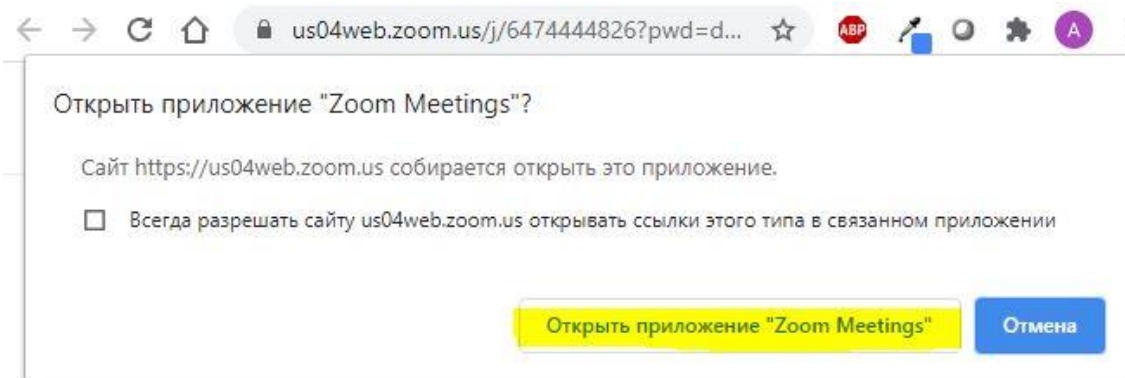 us04web.zoom.us/j/6474444826?pwd=d...
ABP
A
Открыть приложение "Zoom Meetings"?
Сайт https://us04web.zoom.us собирается открыть это приложение.
Всегда разрешать сайту us04web.zoom.us открывать ссылки этого типа в связанном приложении
Открыть приложение "Zoom Meetings"
Отмена